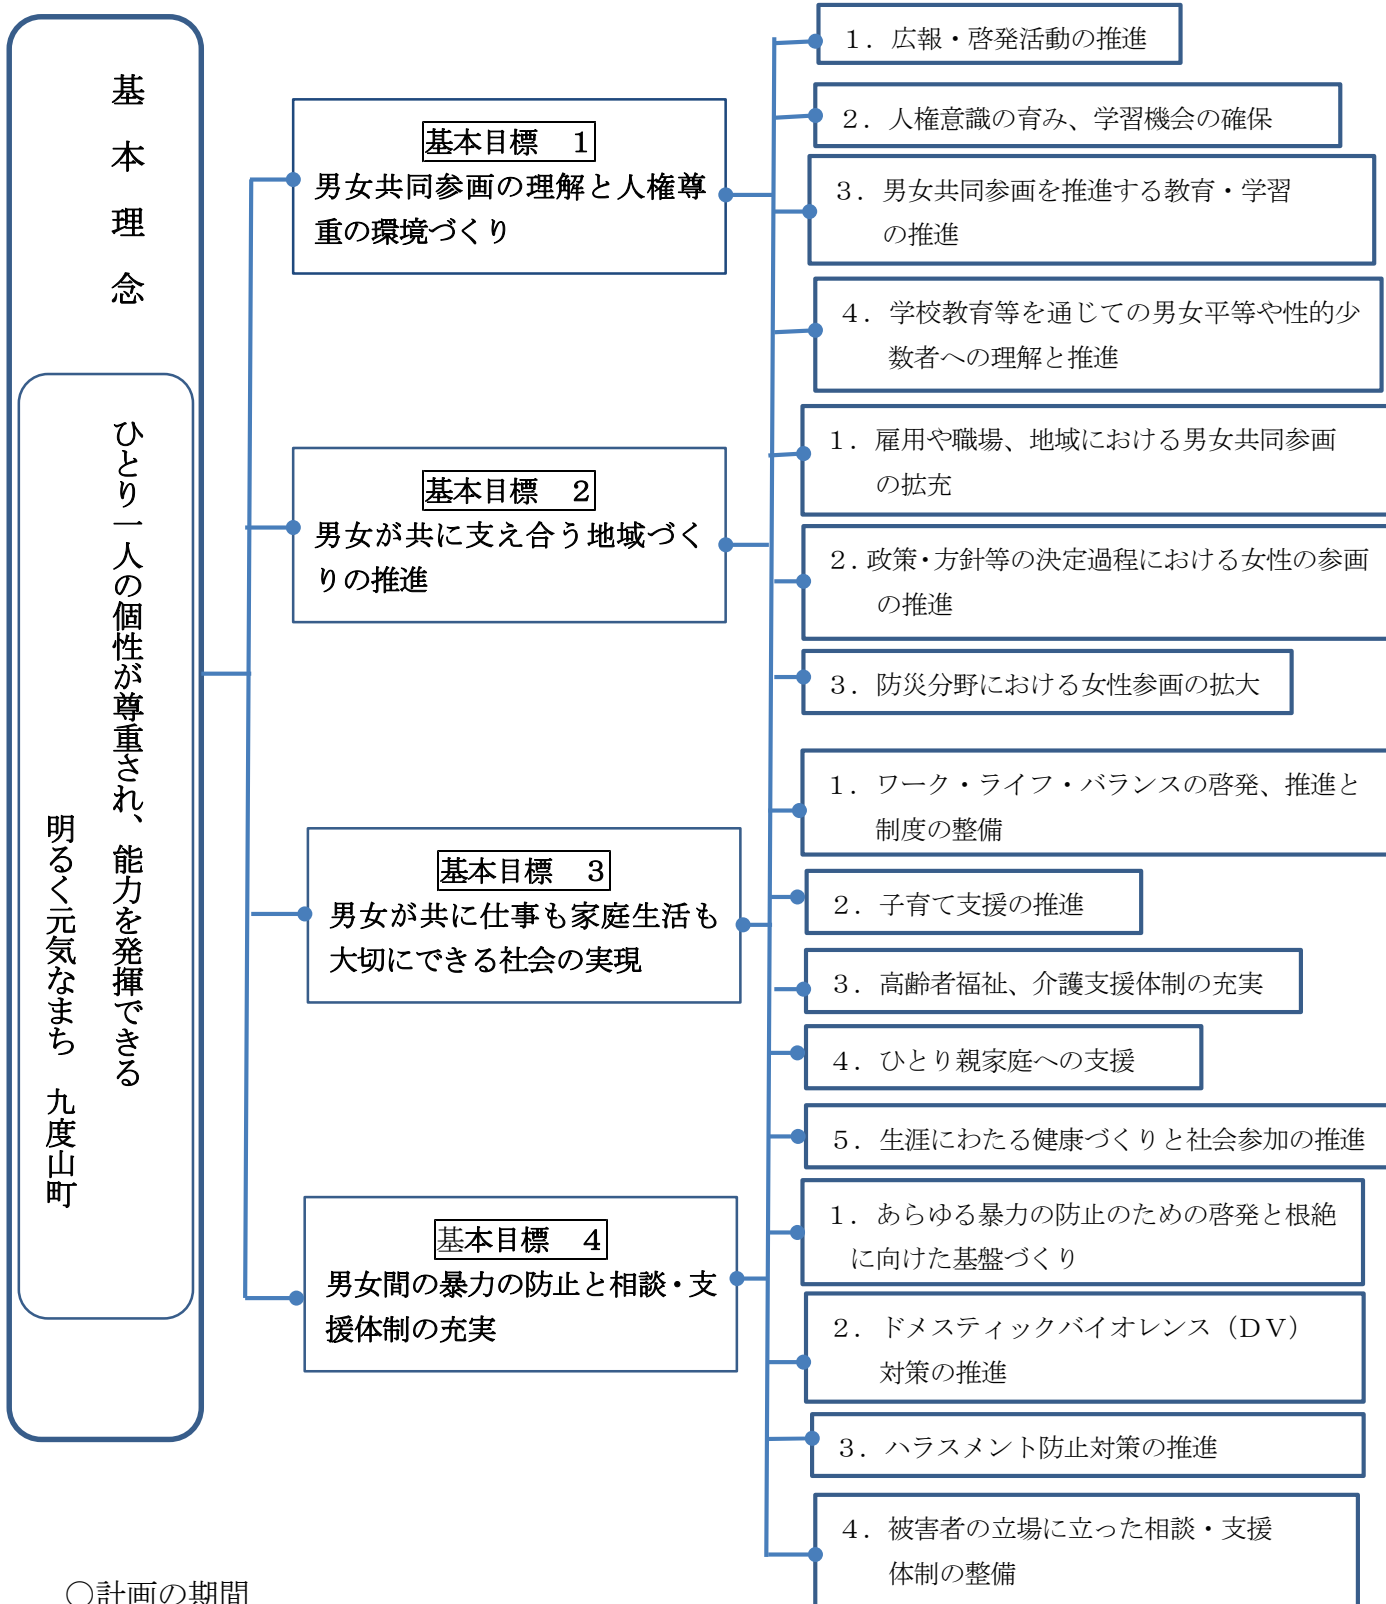 基本理念
ひとり一人の個性が尊重され、能力を発揮できる
明るく元気なまち　九度山町
基本目標　１
男女共同参画の理解と人権尊
重の環境づくり
１．広報・啓発活動の推進
２．人権意識の育み、学習機会の確保
３．男女共同参画を推進する教育・学習
の推進
４．学校教育等を通じての男女平等や性的少
数者への理解と推進
基本目標　２
男女が共に支え合う地域づく
りの推進
１．雇用や職場、地域における男女共同参画
の拡充
２．政策・方針等の決定過程における女性の参画
の推進
３．防災分野における女性参画の拡大
基本目標　３
男女が共に仕事も家庭生活も
大切にできる社会の実現
１．ワーク・ライフ・バランスの啓発、推進と
制度の整備
２．子育て支援の推進
３．高齢者福祉、介護支援体制の充実
４．ひとり親家庭への支援
５．生涯にわたる健康づくりと社会参加の推進
基本目標　４
男女間の暴力の防止と相談・支
援体制の充実
１．あらゆる暴力の防止のための啓発と根絶
に向けた基盤づくり
２．ドメスティックバイオレンス（ＤＶ）
対策の推進
３．ハラスメント防止対策の推進
４．被害者の立場に立った相談・支援
体制の整備
○計画の期間